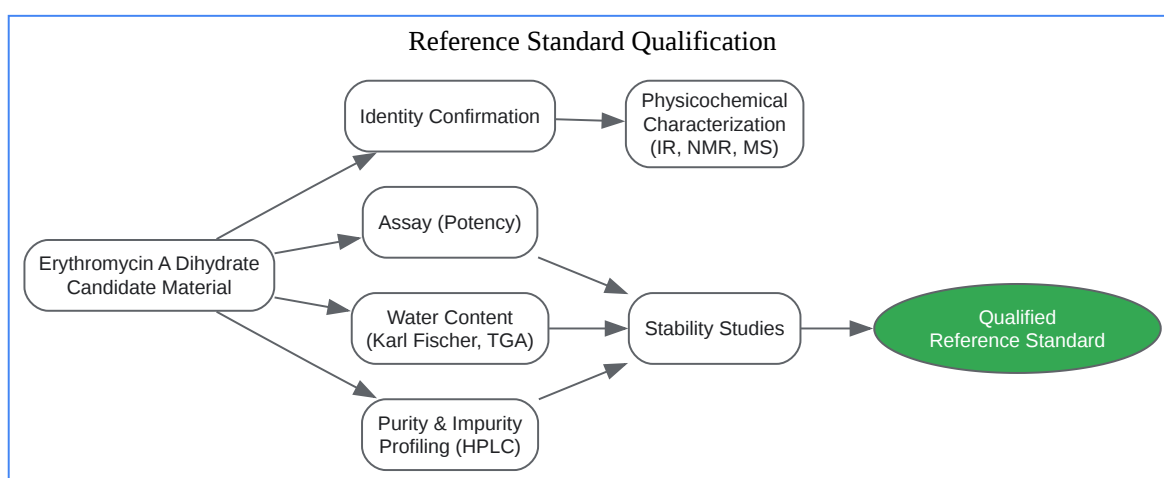 Reference Standard Qualification
Identity Confirmation
Physicochemical
Characterization
(IR, NMR, MS)
Assay (Potency)
Erythromycin A Dihydrate
Candidate Material
Water Content
(Karl Fischer, TGA)
Stability Studies
Qualified
Reference Standard
Purity & Impurity
Profiling (HPLC)